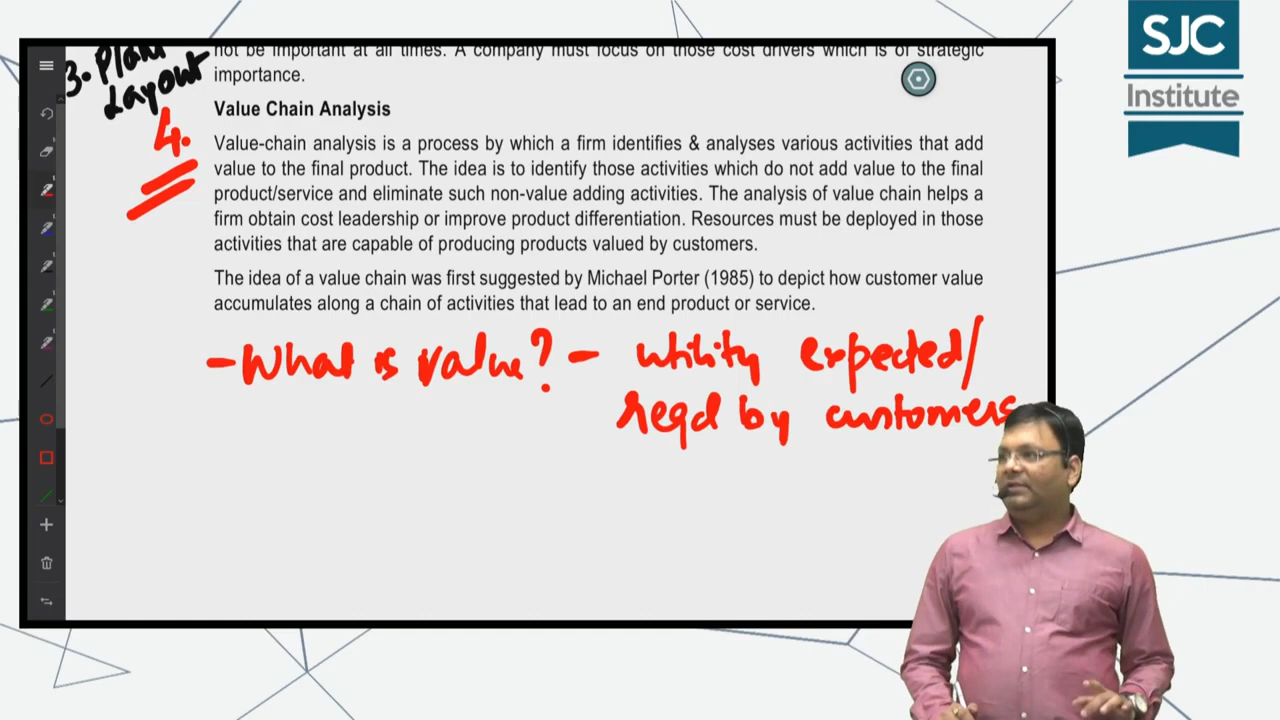 SJC
Institute
3. Plant
Layout
not be important at all times. A company must focus on those cost drivers which is of strategic
importance.
4.
Value Chain Analysis
Value-chain analysis is a process by which a firm identifies & analyses various activities that add
value to the final product. The idea is to identify those activities which do not add value to the final
product/service and eliminate such non-value adding activities. The analysis of value chain helps a
firm obtain cost leadership or improve product differentiation. Resources must be deployed in those
activities that are capable of producing products valued by customers.
The idea of a value chain was first suggested by Michael Porter (1985) to depict how customer value
accumulates along a chain of activities that lead to an end product or service.
- What is value? - utility expected/
reqd by customers